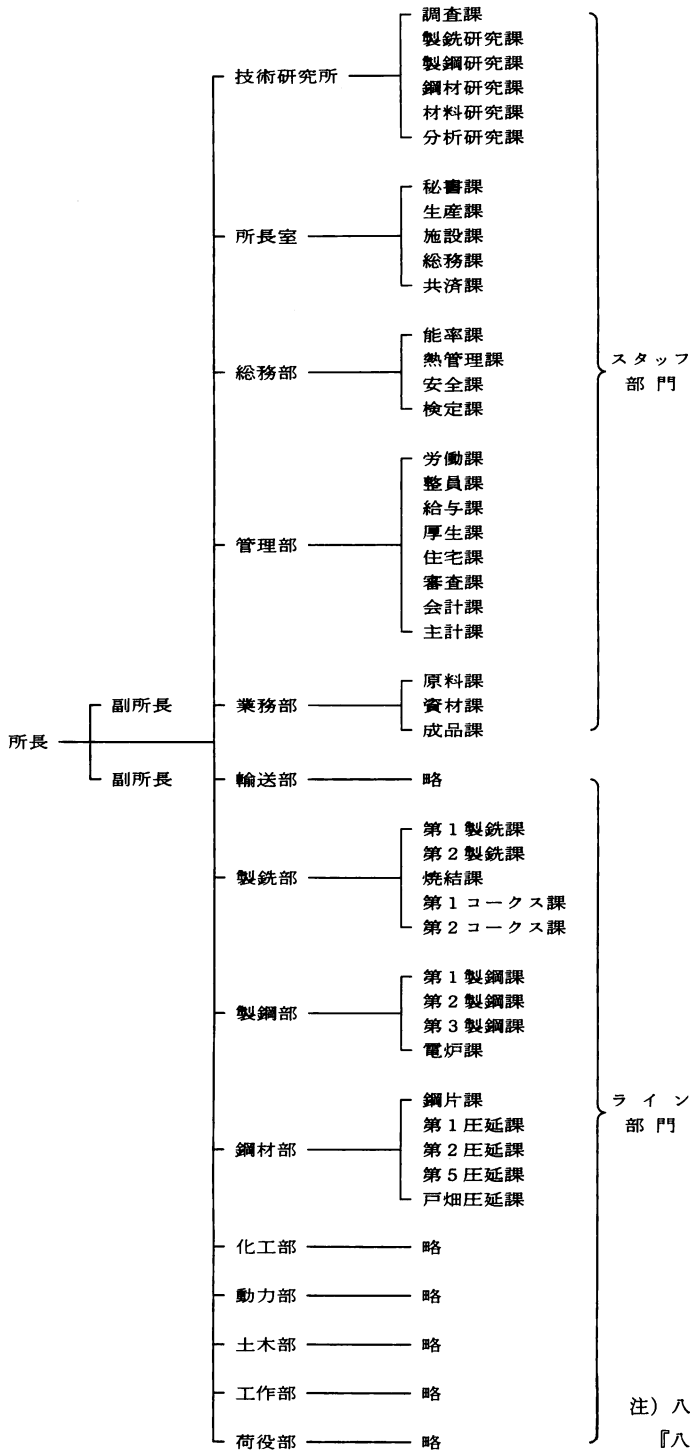 技術研究所
調査課
製銑研究課
製鋼研究課
鋼材研究課
材料研究課
分析研究課
所長室
秘書課
生産課
施設課
総務課
共済課
総務部
能率課
熱管理課
安全課
検定課
管理部
労働課
整員課
給与課
厚生課
住宅課
審査課
会計課
主計課
業務部
原料課
資材課
成品課
スタッフ
部門
所長
副所長
副所長
輸送部
略
製銑部
第1製銑課
第2製銑課
焼結課
第1コークス課
第2コークス課
製鋼部
第1製鋼課
第2製鋼課
第3製鋼課
電炉課
鋼材部
鋼片課
第1圧延課
第2圧延課
第5圧延課
戸畑圧延課
化工部
略
動力部
略
土木部
略
工作部
略
荷役部
略
ライン
部門
注）八
『八